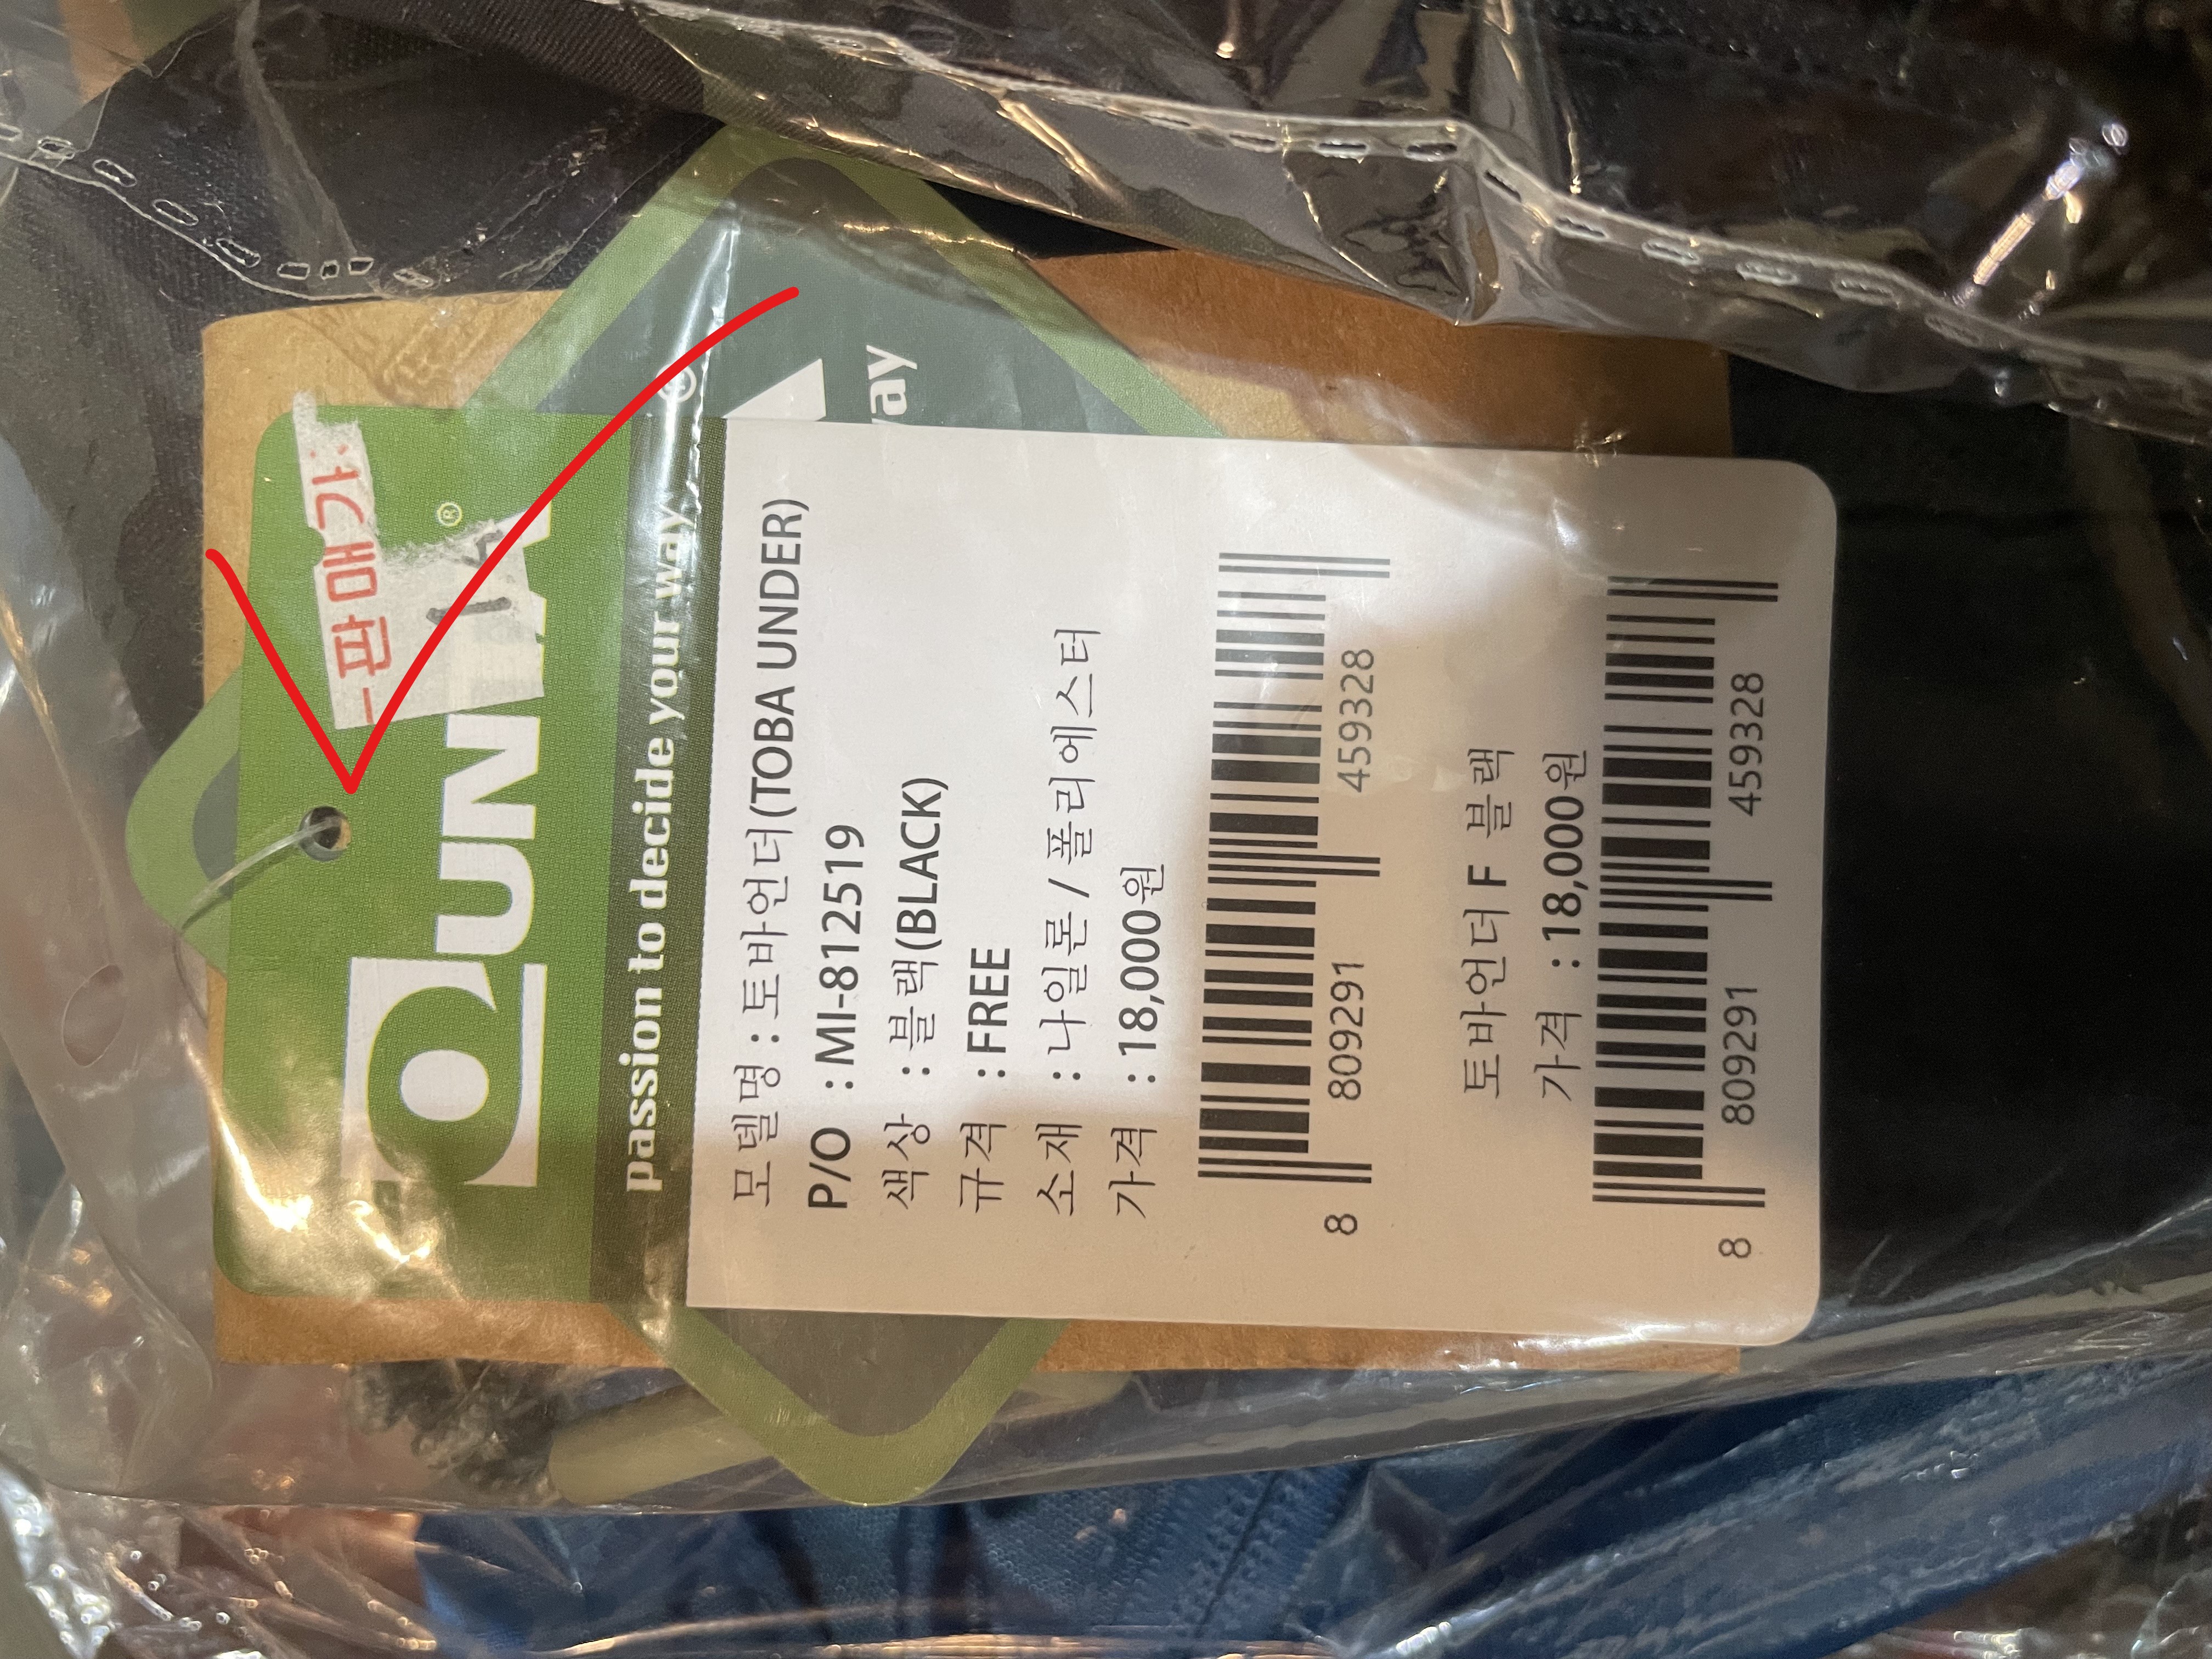 판매가:
QUNA®
passion to decide your way
®
way
모델명 : 토바언더(TOBA UNDER)
P/O : MI-812519
색상 : 블랙(BLACK)
규격 : FREE
소재 : 나일론 / 폴리에스터
가격 : 18,000원
8 809291 459328
토바언더 F 블랙
가격 : 18,000원
8 809291 459328